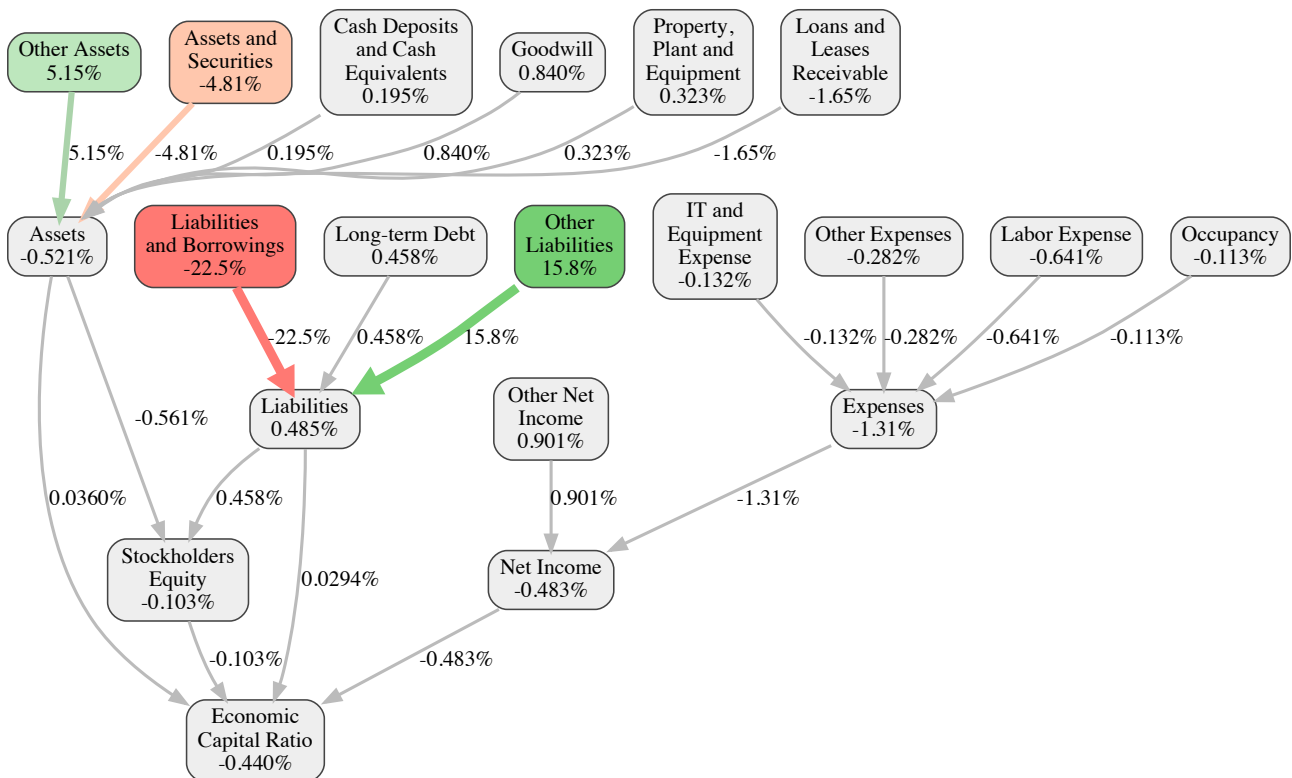 Other Assets
5.15%
Assets and
Securities
-4.81%
Cash Deposits
and Cash
Equivalents
0.195%
Goodwill
0.840%
Property,
Plant and
Equipment
0.323%
Loans and
Leases
Receivable
-1.65%
5.15%
-4.81%
0.195%
0.840%
0.323%
-1.65%
Assets
-0.521%
Liabilities
and Borrowings
-22.5%
Long-term Debt
0.458%
Other
Liabilities
15.8%
IT and
Equipment
Expense
-0.132%
Other Expenses
-0.282%
Labor Expense
-0.641%
Occupancy
-0.113%
-22.5%
0.458%
15.8%
-0.132%
-0.282%
-0.641%
-0.113%
-0.561%
Liabilities
0.485%
Other Net
Income
0.901%
Expenses
-1.31%
0.0360%
0.458%
0.901%
-1.31%
Stockholders
Equity
-0.103%
0.0294%
Net Income
-0.483%
-0.103%
-0.483%
Economic
Capital Ratio
-0.440%